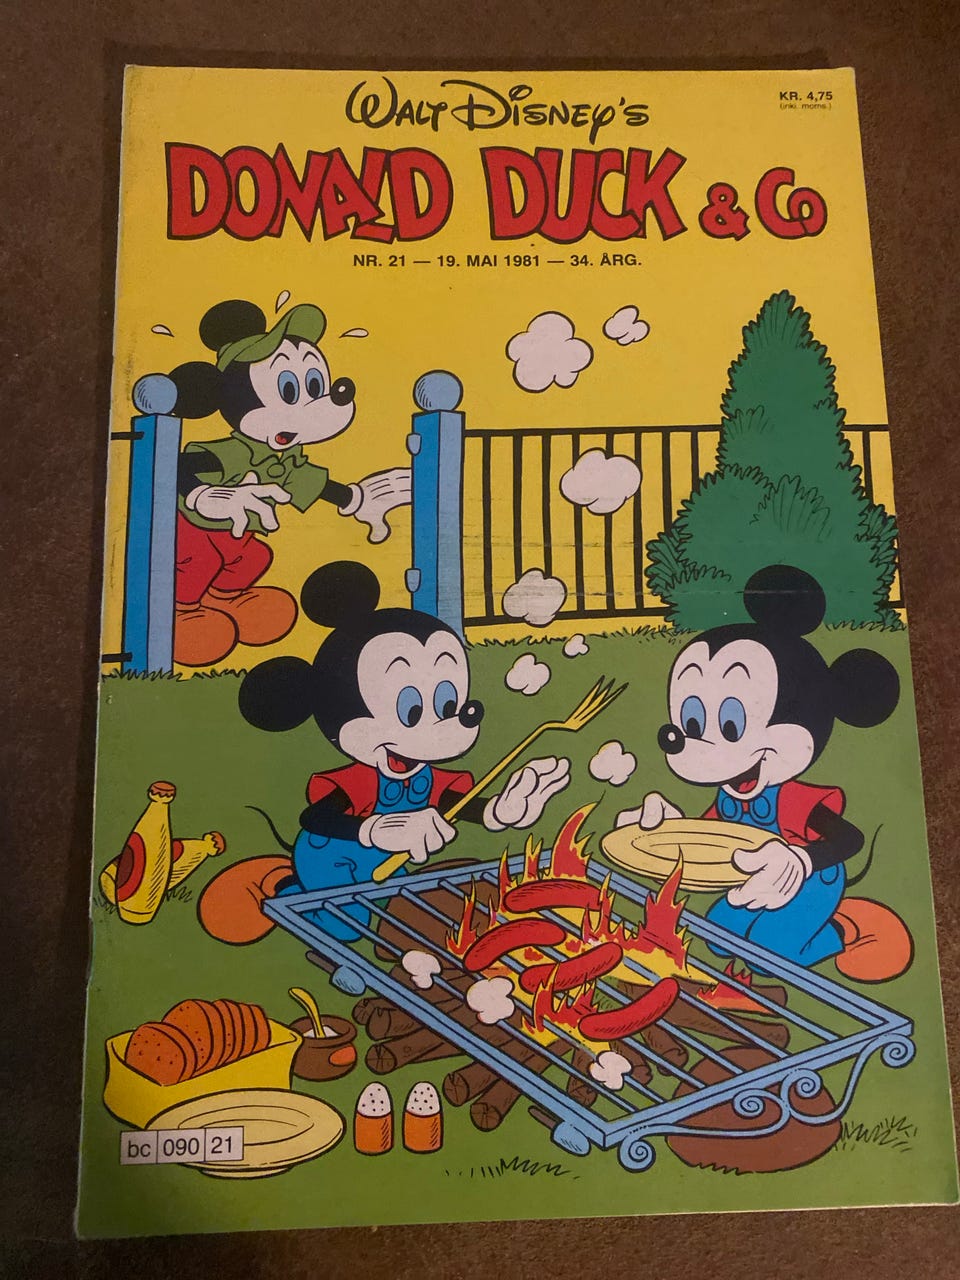 WALT DISNEY'S
KR. 4,75
(inkl. moms.)
DONALD DUCK & Co
NR. 21 — 19. MAI 1981 — 34. ÅRG.
bc 090 21